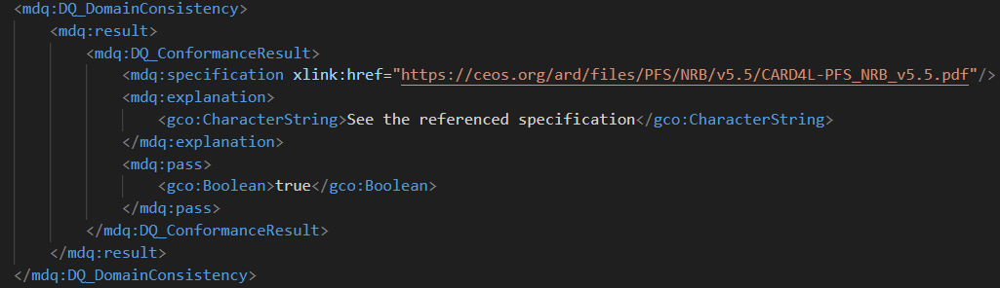 <mdq:DQ_DomainConsistency>
<mdq:result>
<mdq:DQ_ConformanceResult>
<mdq:specification xlink:href="https://ceos.org/ard/files/PFS/NRB/v5.5/CARD4L-PFS_NRB_v5.5.pdf"/>
<mdq:explanation>
<gco:CharacterString>See the referenced specification</gco:CharacterString>
</mdq:explanation>
<mdq:pass>
<gco:Boolean>true</gco:Boolean>
</mdq:pass>
</mdq:DQ_ConformanceResult>
</mdq:result>
</mdq:DQ_DomainConsistency>